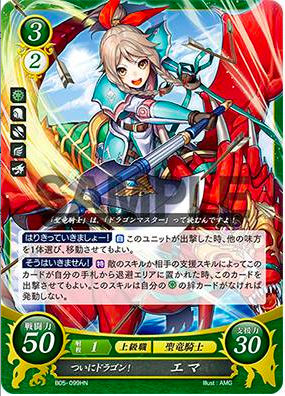 3
2
SAMPLE
「聖竜騎士」は、「ドラゴンマスター」って読むんですよ!
はりきっていきましょー! 自 このユニットが出撃した時、他の味方
を1体選び、移動させてもよい。
そうはいきません! 特 敵のスキルか相手の支援スキルによってこの
カードが自分の手札から退避エリアに置かれた時、このカードを
出撃させてもよい。このスキルは自分の の絆カードがなければ
発動しない。
戦闘力
50
射程 1 上級職 聖竜騎士
支援力
30
ついにドラゴン! エマ
B05-099HN
Illust:AMG